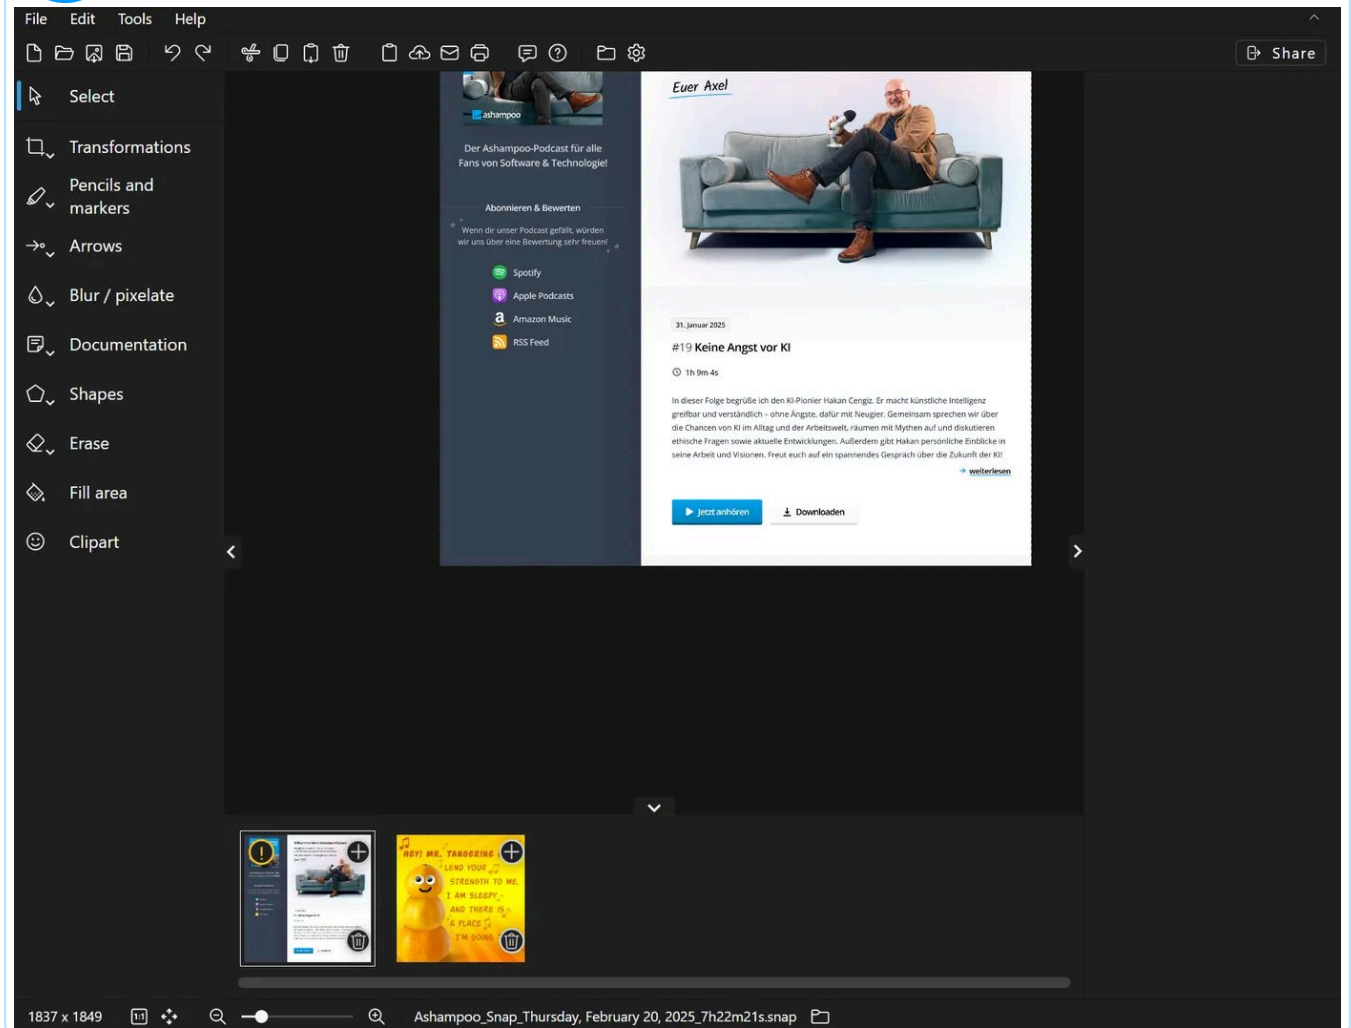 File Edit Tools Help
Share
Select
Transformations
Pencils and
markers
Arrows
Blur / pixelate
Documentation
Shapes
Erase
Fill area
Clipart
ashampoo
Der Ashampoo-Podcast für alle
Fans von Software & Technologie!
Abonnieren & Bewerten
Wenn dir unser Podcast gefällt, würden
wir uns über eine Bewertung sehr freuen!
Spotify
Apple Podcasts
Amazon Music
RSS Feed
Euer Axel
31. Januar 2025
#19 Keine Angst vor KI
1h 9m 4s
In dieser Folge begrüße ich den KI-Pionier Hakan Cengiz. Er macht künstliche Intelligenz
greifbar und verständlich – ohne Ängste, dafür mit Neugier. Gemeinsam sprechen wir über
die Chancen von KI im Alltag und der Arbeitswelt, räumen mit Mythen auf und diskutieren
ethische Fragen sowie aktuelle Entwicklungen. Außerdem gibt Hakan persönliche Einblicke in
seine Arbeit und Visionen. Freut euch auf ein spannendes Gespräch über die Zukunft der KI!
weiterlesen
Jetzt anhören Downloaden
HEY! MR. TANGERINE
LEND YOUR
STRENGTH TO ME,
I AM SLEEPY
AND THERE IS
A PLACE
I'M GOING
1837 x 1849 1:1 Ashampoo_Snap_Thursday, February 20, 2025_7h22m21s.snap